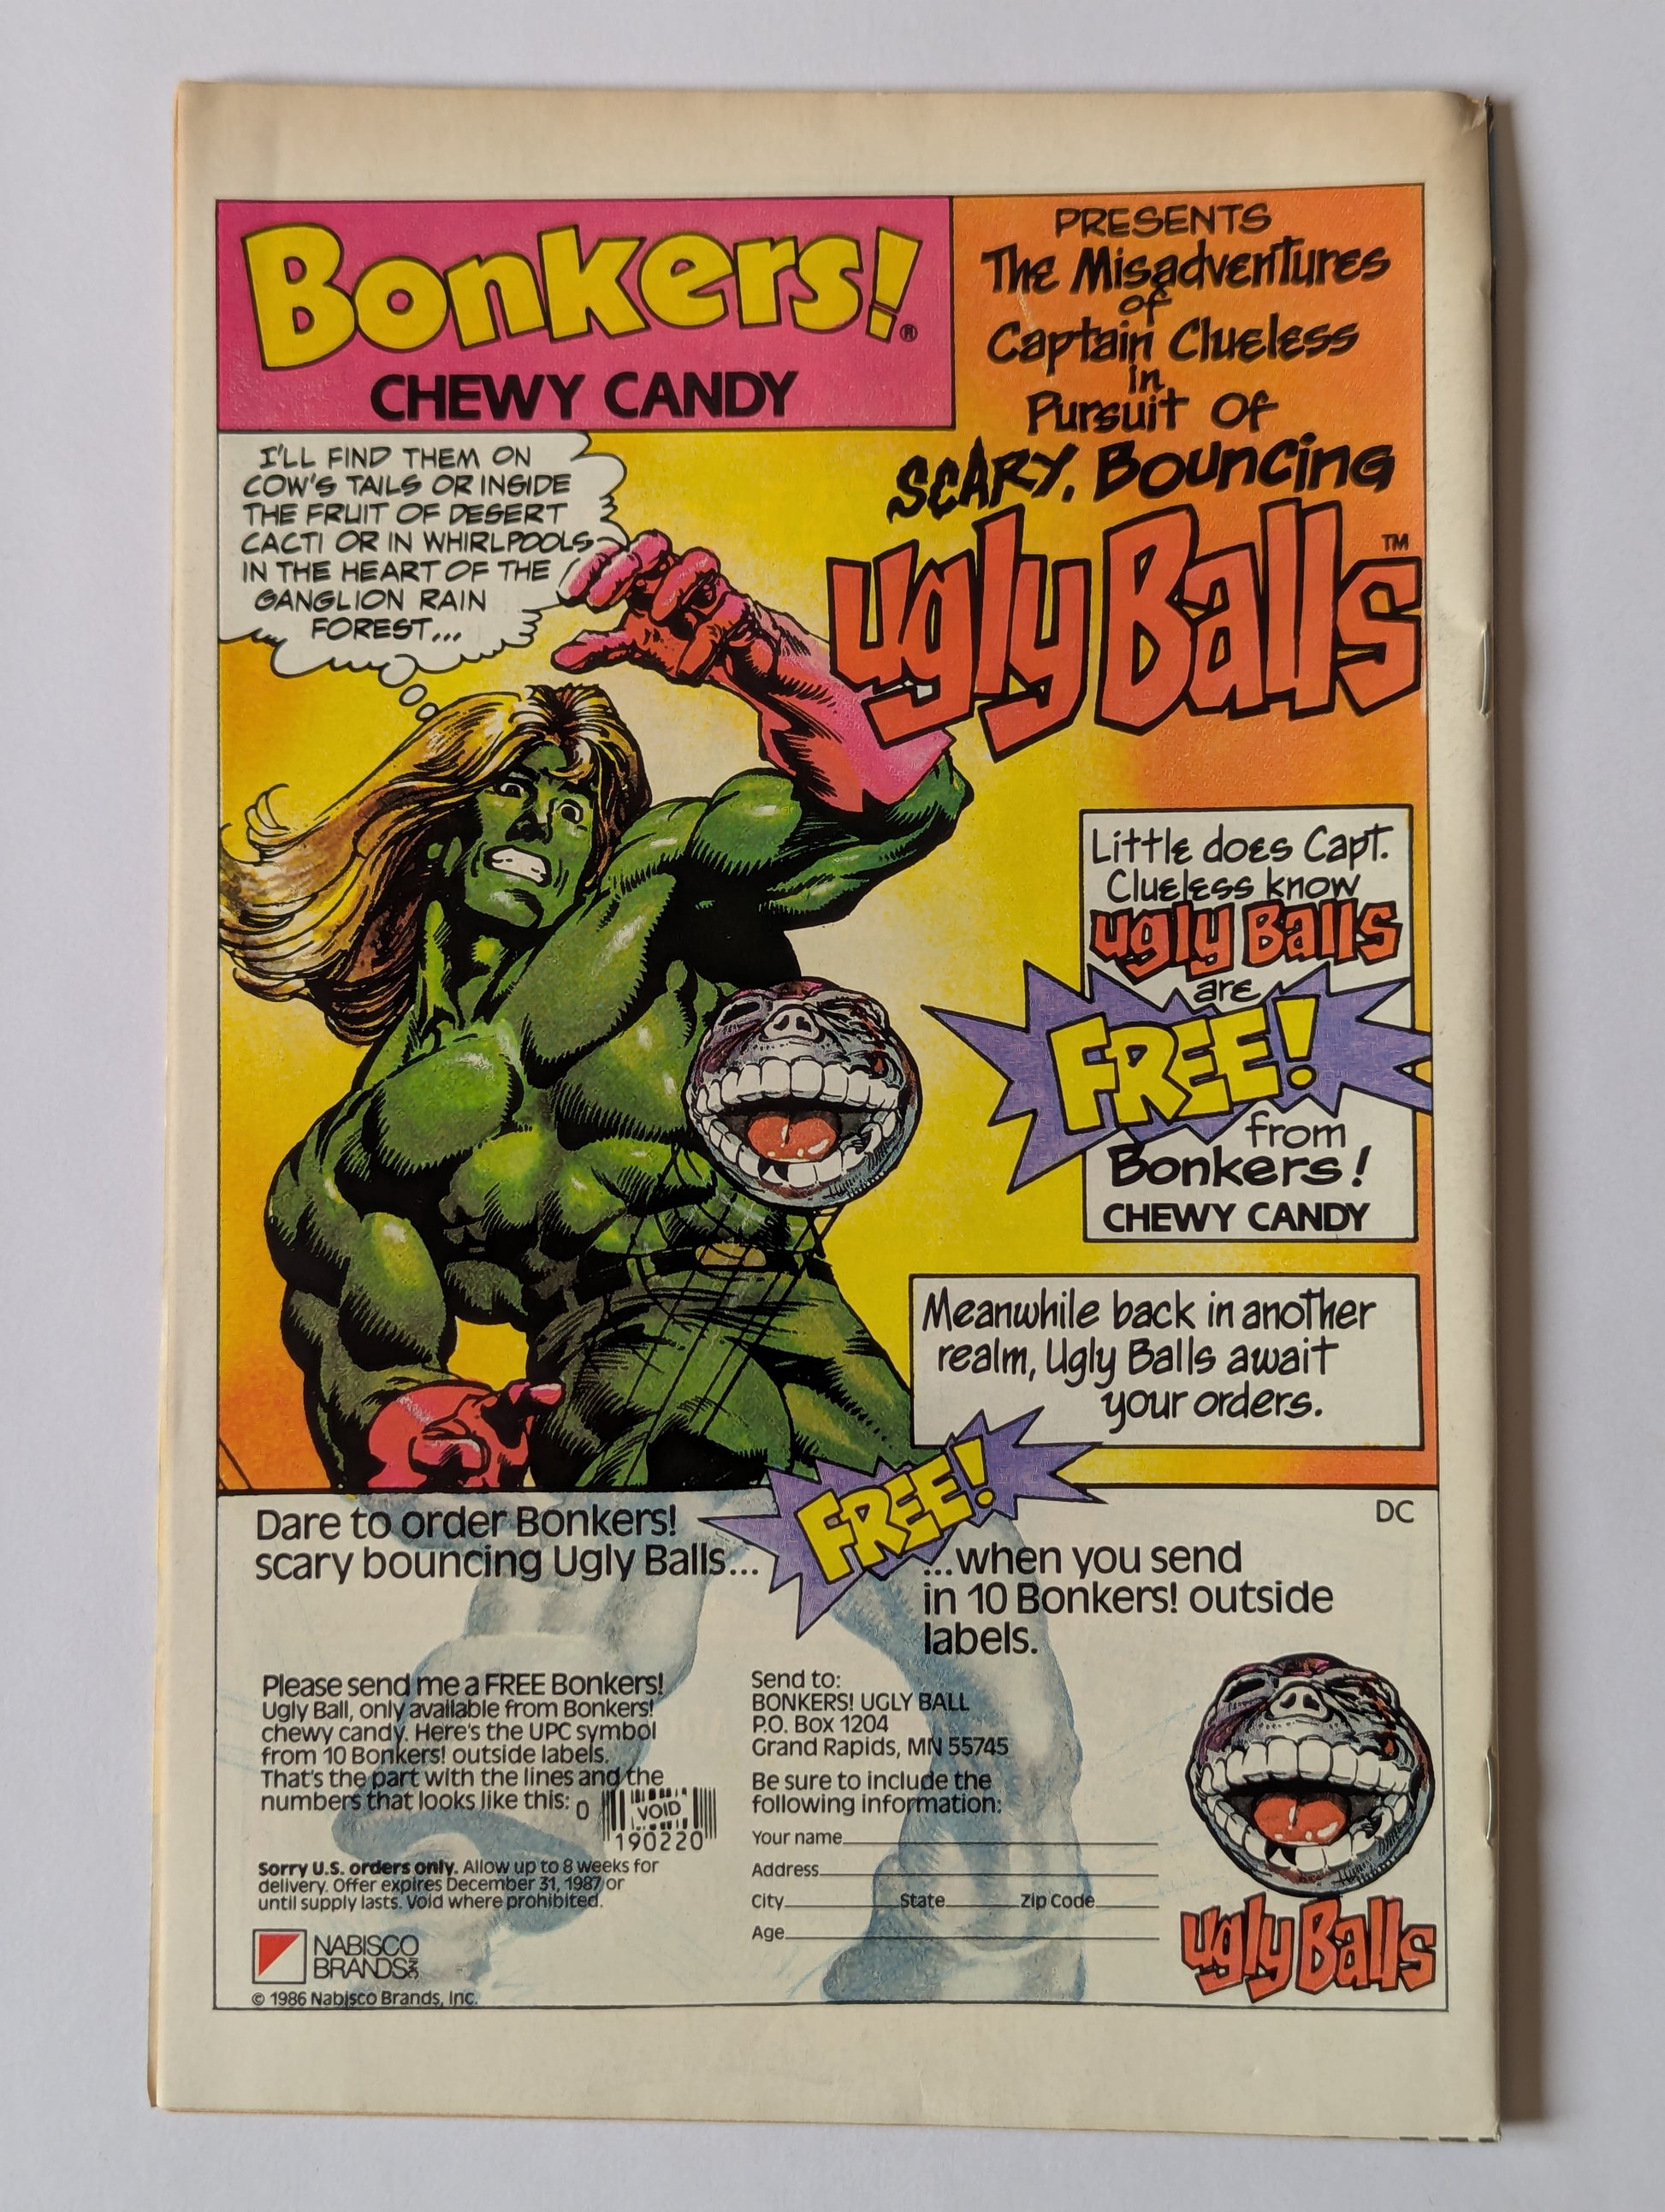 Bonkers!®
CHEWY CANDY
PRESENTS
The Misadventures
of
Captain Clueless
In
Pursuit Of
SCARY, Bouncing
ugly Balls™
I'LL FIND THEM ON
COW'S TAILS OR INSIDE
THE FRUIT OF DESERT
CACTI OR IN WHIRLPOOLS
IN THE HEART OF THE
GANGLION RAIN
FOREST...
Little does Capt.
Clueless know
ugly Balls
are
FREE!
from
Bonkers!
CHEWY CANDY
Meanwhile back in another
realm, Ugly Balls await
your orders.
Dare to order Bonkers!
scary bouncing Ugly Balls...
FREE!
...when you send
in 10 Bonkers! outside
labels.
DC
Please send me a FREE Bonkers!
Ugly Ball, only available from Bonkers!
chewy candy. Here's the UPC symbol
from 10 Bonkers! outside labels.
That's the part with the lines and the
numbers that looks like this: 0
VOID
190220
Sorry U.S. orders only. Allow up to 8 weeks for
delivery. Offer expires December 31, 1987 or
until supply lasts. Void where prohibited.
NABISCO
BRANDS INC
© 1986 Nabisco Brands, Inc.
Send to:
BONKERS! UGLY BALL
P.O. Box 1204
Grand Rapids, MN 55745
Be sure to include the
following information:
Your name
Address
City State Zip Code
Age
ugly Balls